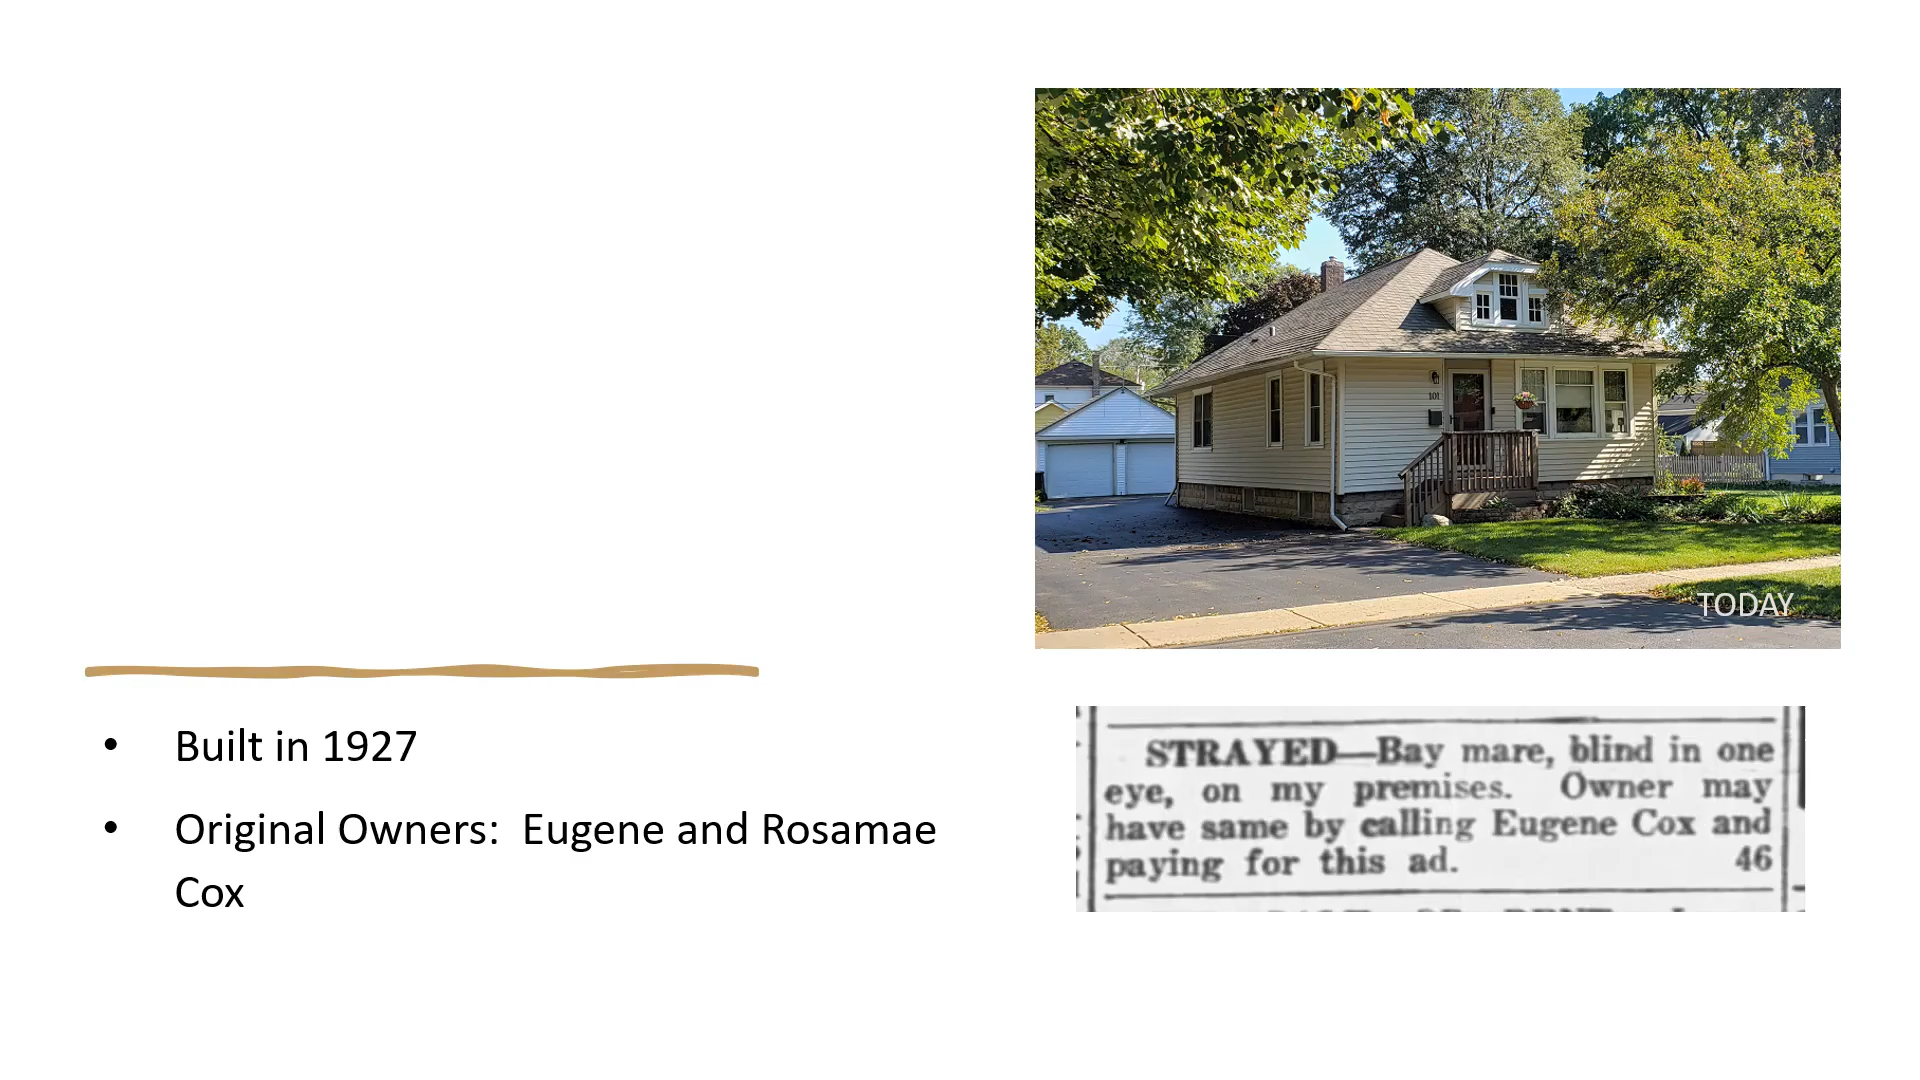 101
TODAY
• Built in 1927
• Original Owners: Eugene and Rosamae
Cox
STRAYED—Bay mare, blind in one
eye, on my premises. Owner may
have same by calling Eugene Cox and
paying for this ad. 46